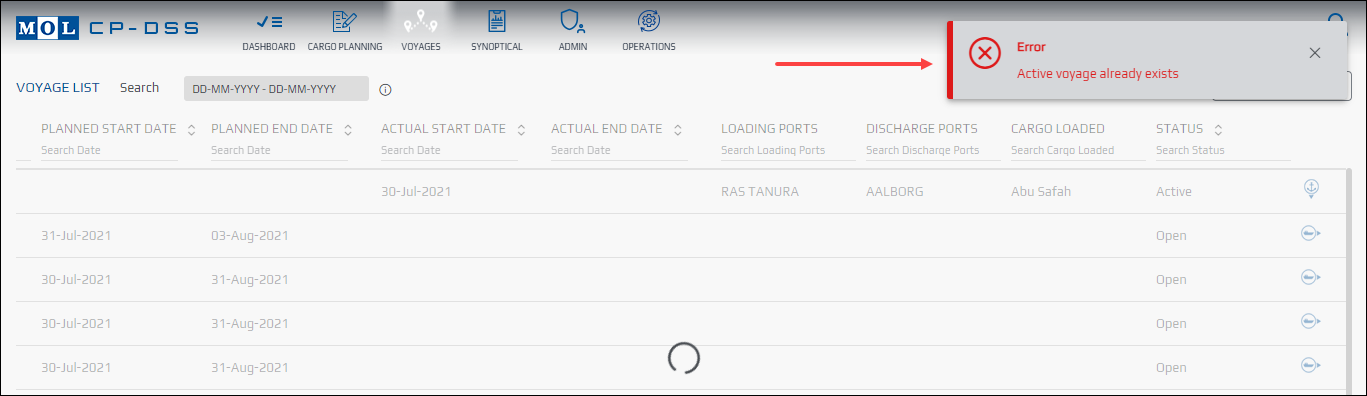 MOL CP-DSS
DASHBOARD CARGO PLANNING VOYAGES SYNOPTICAL ADMIN OPERATIONS
Error
Active voyage already exists
VOYAGE LIST Search DD-MM-YYYY - DD-MM-YYYY
PLANNED START DATE PLANNED END DATE ACTUAL START DATE ACTUAL END DATE LOADING PORTS DISCHARGE PORTS CARGO LOADED STATUS
Search Date Search Date Search Date Search Date Search Loading Ports Search Discharge Ports Search Cargo Loaded Search Status
30-Jul-2021 RAS TANURA AALBORG Abu Safah Active
31-Jul-2021 03-Aug-2021 Open
30-Jul-2021 31-Aug-2021 Open
30-Jul-2021 31-Aug-2021 Open
30-Jul-2021 31-Aug-2021 Open